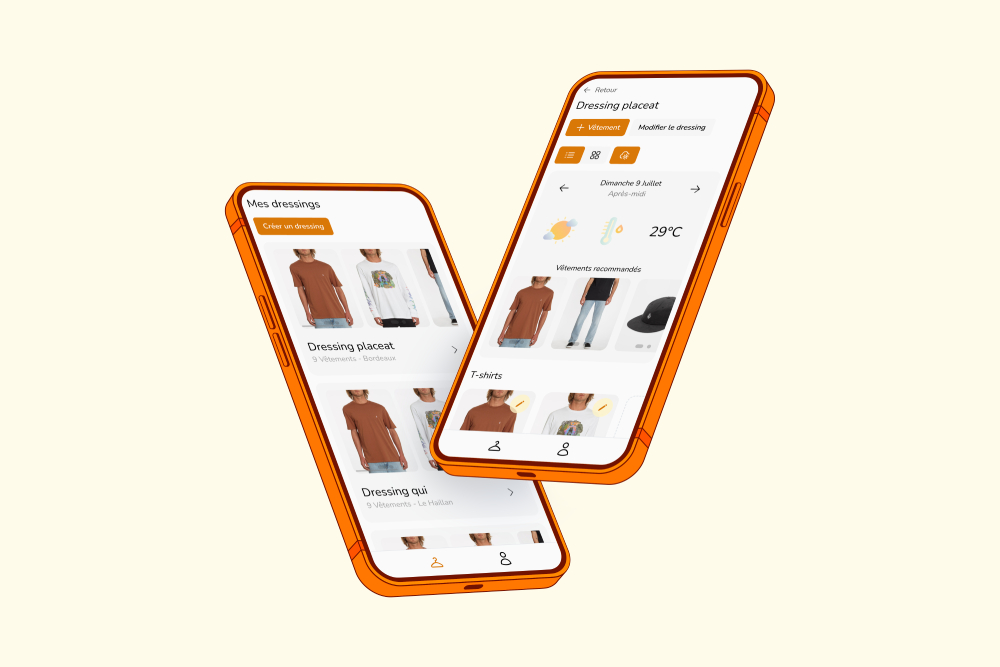 Mes dressings
Créer un dressing
Dressing placeat
9 Vêtements - Bordeaux
Dressing qui
9 Vêtements - Le Haillan
Retour
Dressing placeat
Vêtement
Modifier le dressing
Dimanche 9 Juillet
Après-midi
29°C
Vêtements recommandés
T-shirts